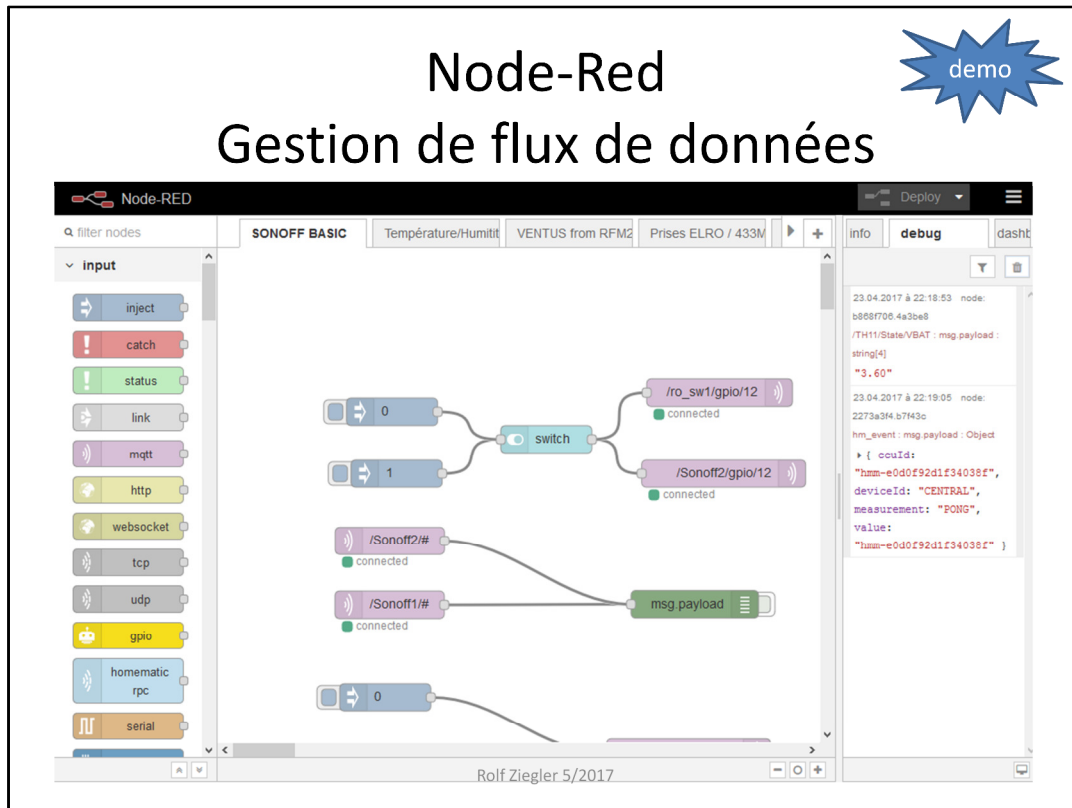 Node-Red
demo
Gestion de flux de données
Node-RED
Deploy
filter nodes
SONOFF BASIC
Température/Humitit
VENTUS from RFM2
Prises ELRO / 433M
info
debug
dasht
input
inject
catch
status
link
mqtt
http
websocket
tcp
udp
gpio
homematic
rpc
serial
0
1
switch
/ro_sw1/gpio/12
connected
/Sonoff2/gpio/12
connected
/Sonoff2/#
connected
/Sonoff1/#
connected
msg.payload
0
23.04.2017 à 22:18:53 node:
b868f706.4a3be8
/TH11/State/VBAT : msg.payload :
string[4]
"3.60"
23.04.2017 à 22:19:05 node:
2273a3f4.b7f43c
hm_event : msg.payload : Object
{ ccuId:
"hmm-e0d0f92d1f34038f",
deviceId: "CENTRAL",
measurement: "PONG",
value:
"hmm-e0d0f92d1f34038f" }
Rolf Ziegler 5/2017